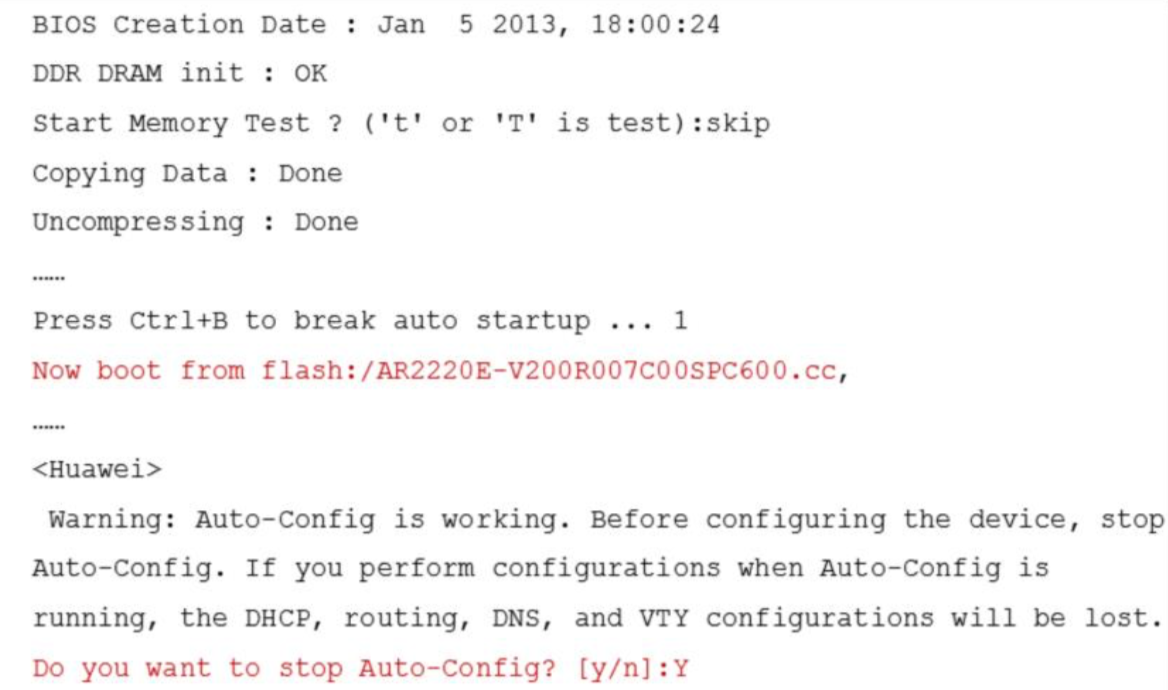 BIOS Creation Date : Jan  5 2013, 18:00:24
DDR DRAM init : OK
Start Memory Test ? ('t' or 'T' is test):skip
Copying Data : Done
Uncompressing : Done
……
Press Ctrl+B to break auto startup ... 1
Now boot from flash:/AR2220E-V200R007C00SPC600.cc,
……
<Huawei>
 Warning: Auto-Config is working. Before configuring the device, stop
Auto-Config. If you perform configurations when Auto-Config is
running, the DHCP, routing, DNS, and VTY configurations will be lost.
Do you want to stop Auto-Config? [y/n]:Y